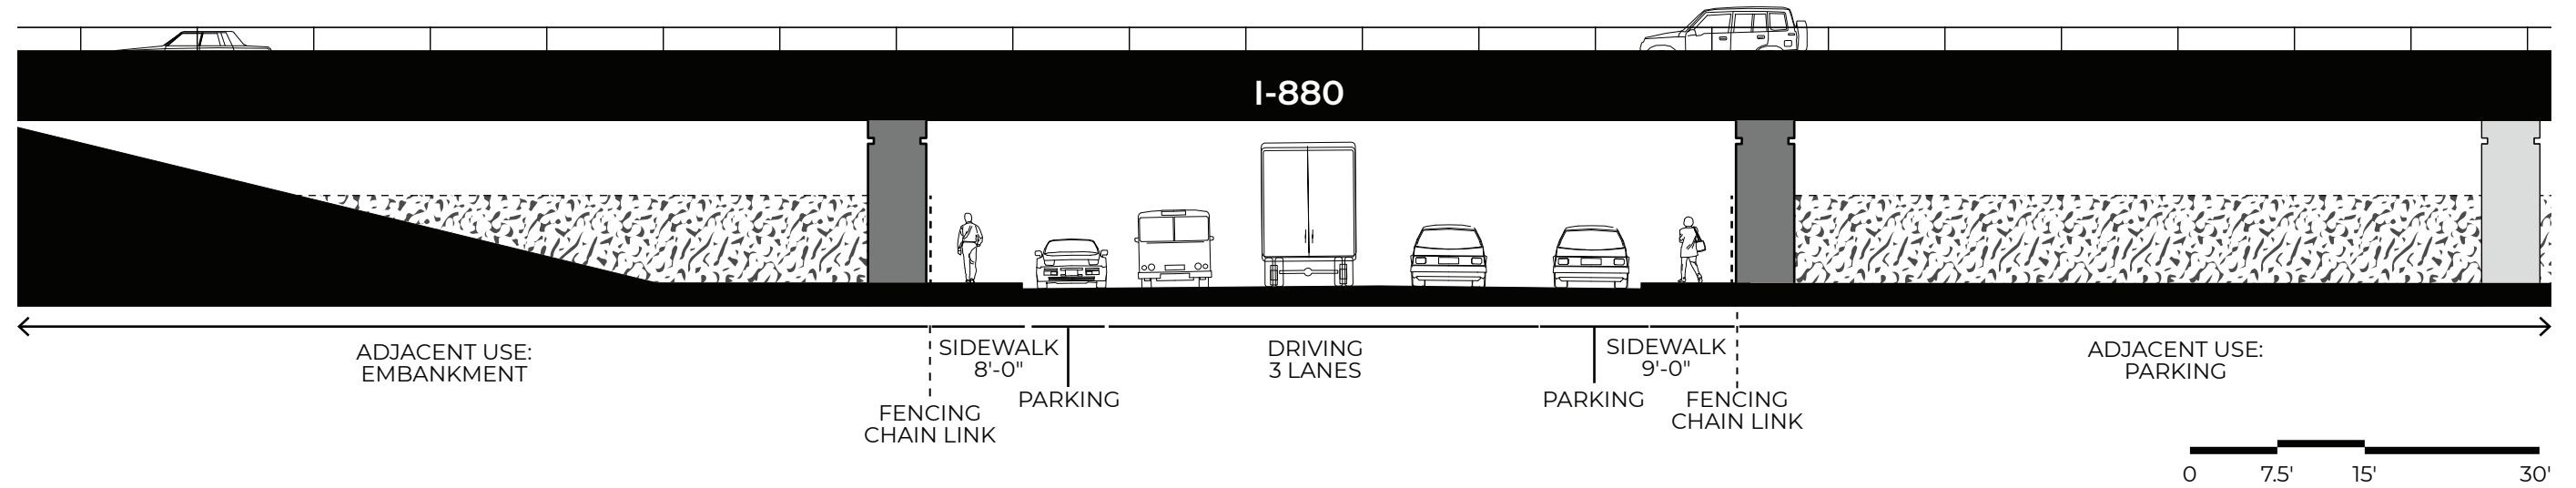 I-880
ADJACENT USE:
EMBANKMENT
SIDEWALK
8'-0"
FENCING
CHAIN LINK
PARKING
DRIVING
3 LANES
PARKING
SIDEWALK
9'-0"
FENCING
CHAIN LINK
ADJACENT USE:
PARKING
0 7.5' 15' 30'